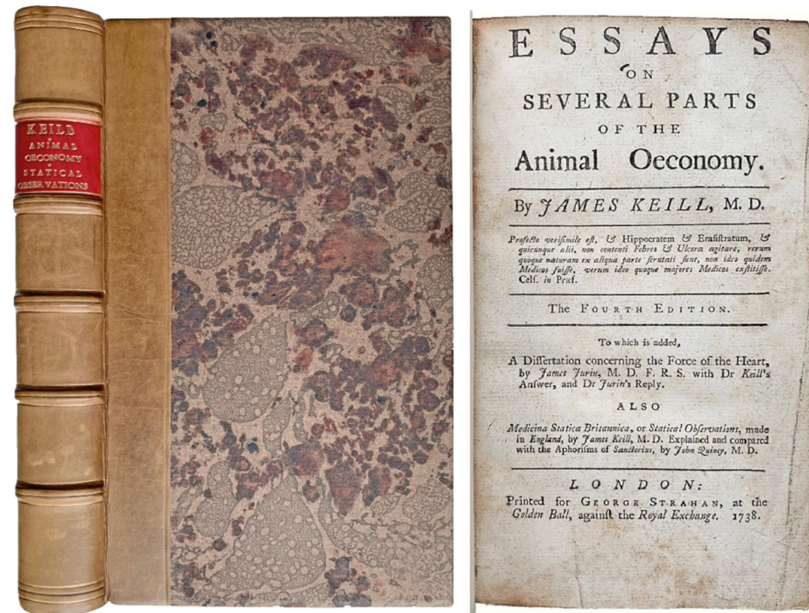 KEILL
ANIMAL
OECONOMY
STATICAL
OBSERVATIONS
ESSAYS
ON
SEVERAL PARTS
OF THE
Animal Oeconomy.
By JAMES KEILL, M. D.
Profecto veriſimile eſt, & Hippocratem & Eraſiſtratum, &
quicunque alii, non contenti Febres & Ulcera agitare, rerum
quoque naturam ex aliqua parte ſcrutati ſunt, non ideo quidem
Medicos fuiſſe, verum ideo quoque majores Medicos exſtitiſſe.
Celſ. in Præf.
The FOURTH EDITION.
To which is added,
A Diſſertation concerning the Force of the Heart,
by James Jurin, M. D. F. R. S. with Dr Keill's
Anſwer, and Dr Jurin's Reply.
ALSO
Medicina Statica Britannica, or Statical Obſervations, made
in England, by James Keill, M. D. Explained and compared
with the Aphoriſms of Sanctorius, by John Quincy, M. D.
LONDON:
Printed for GEORGE STRAHAN, at the
Golden Ball, againſt the Royal Exchange. 1738.